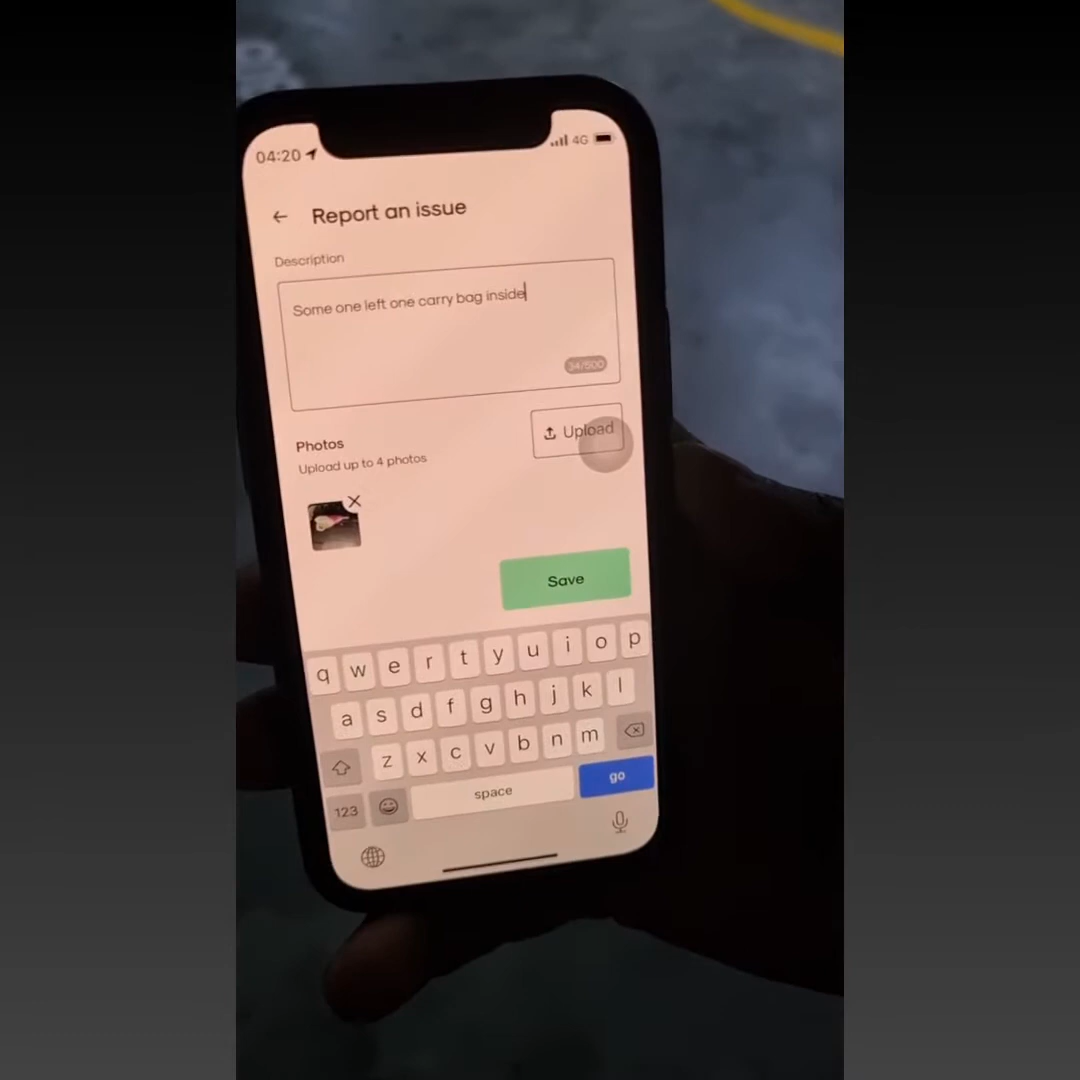 04:20
4G
Report an issue
Description
Some one left one carry bag inside
34/500
Photos
Upload
Upload up to 4 photos
Save
q w e r t y u i o p
a s d f g h j k l
z x c v b n m
123
space
go